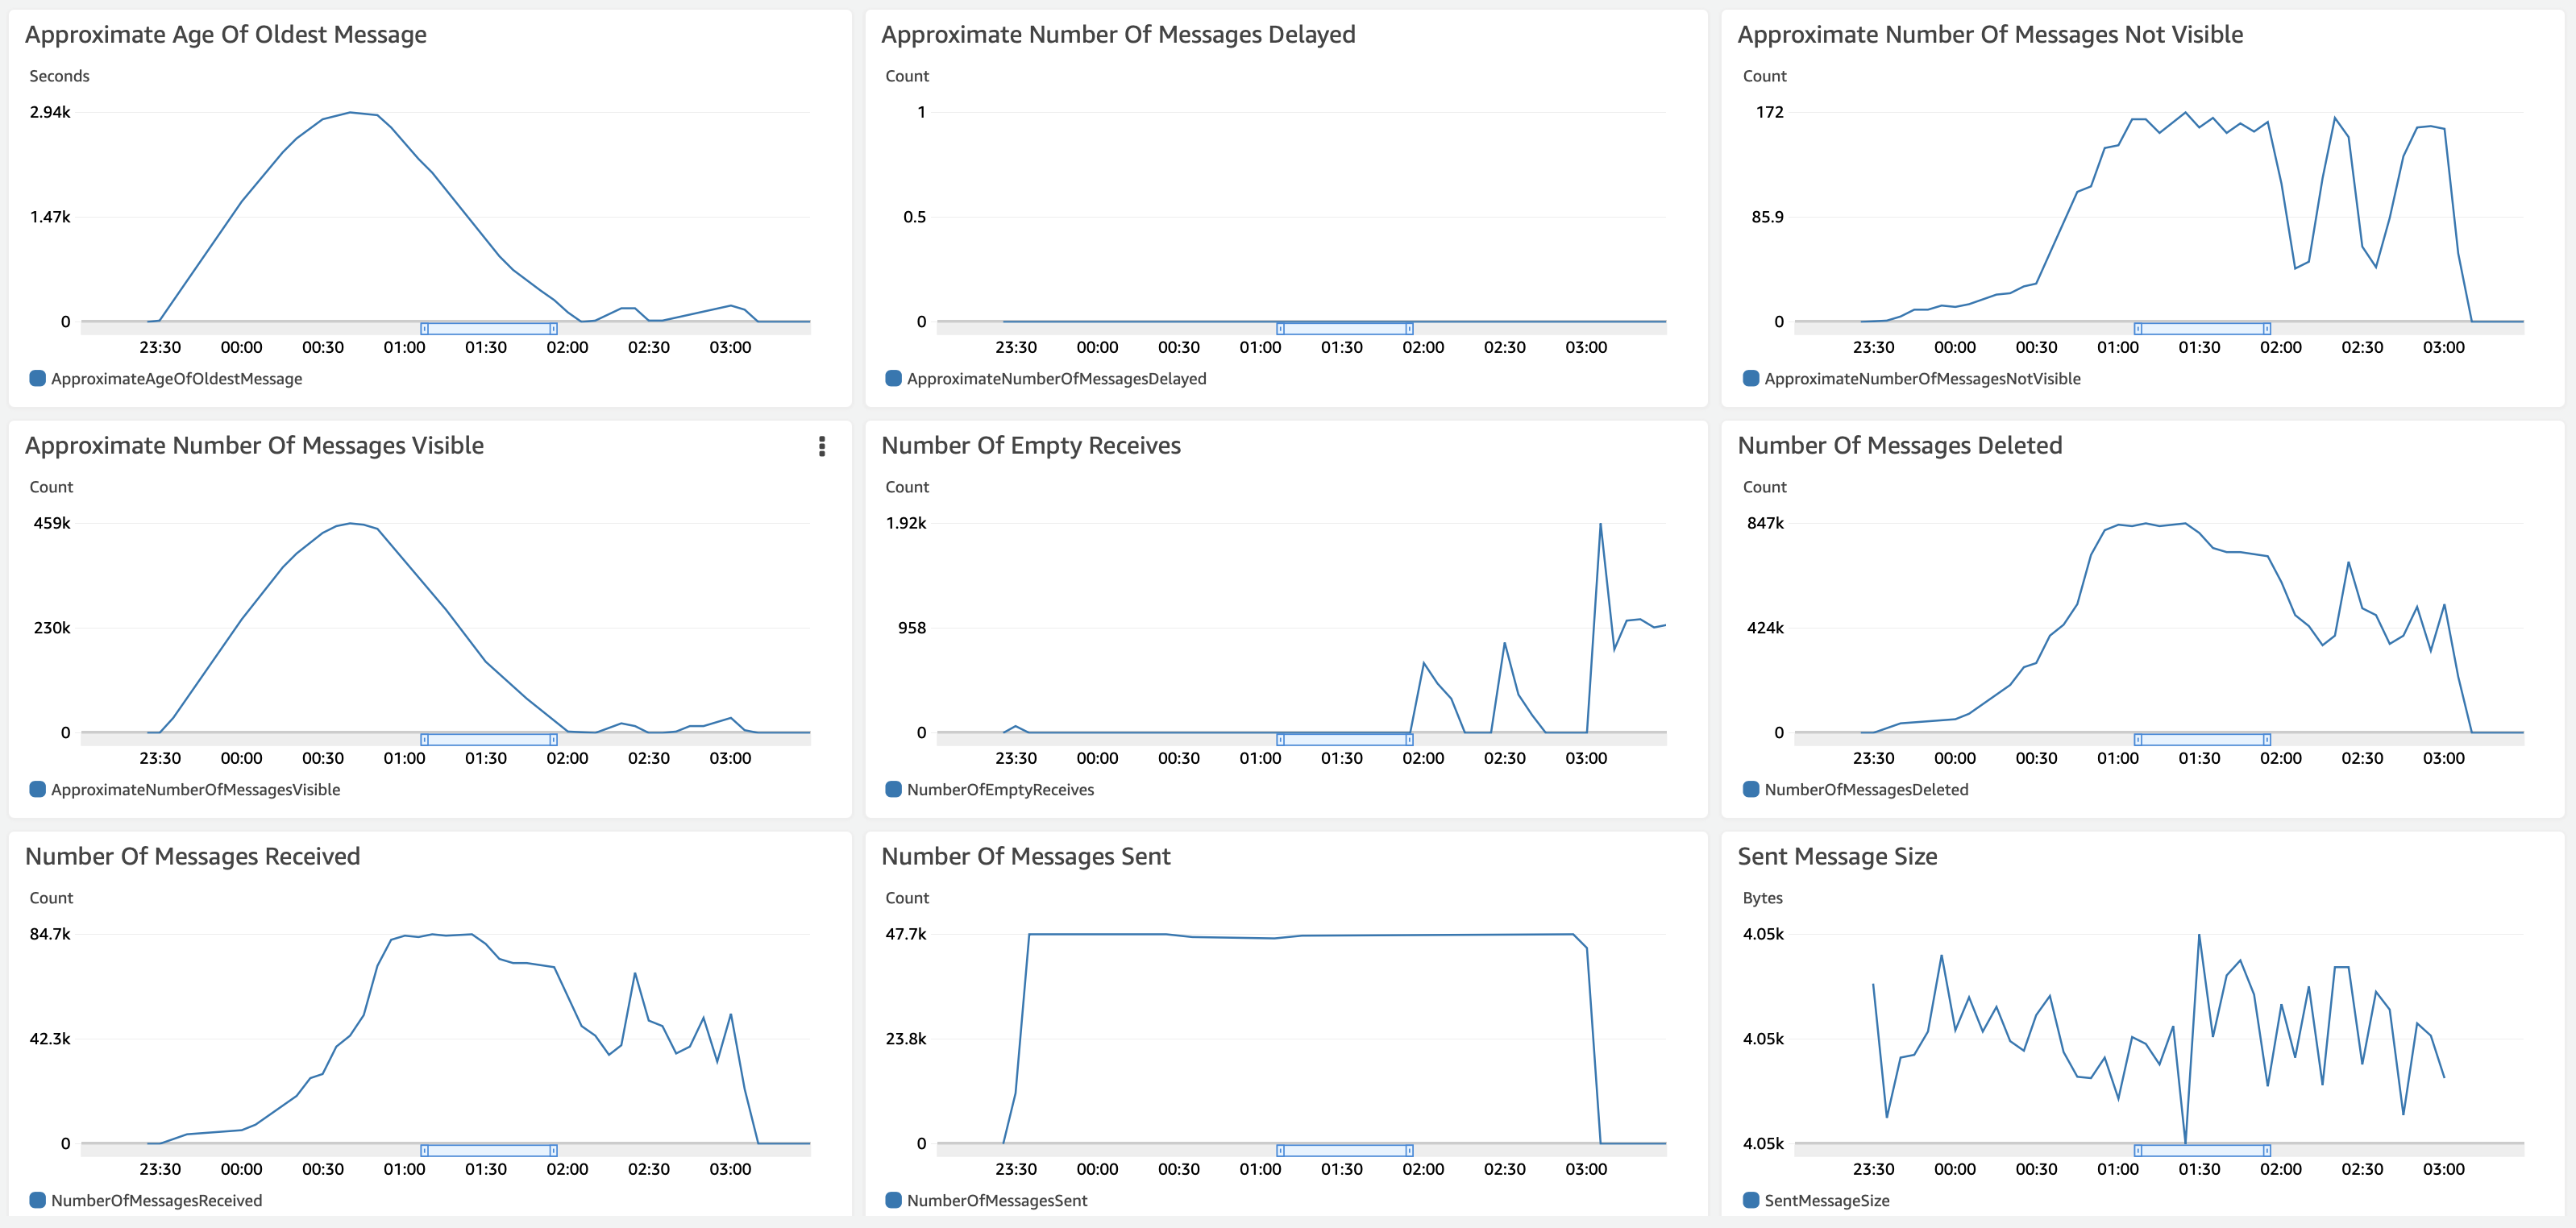 Approximate Age Of Oldest Message
Seconds
2.94k
1.47k
0
23:30 00:00 00:30 01:00 01:30 02:00 02:30 03:00
ApproximateAgeOfOldestMessage
Approximate Number Of Messages Delayed
Count
1
0.5
0
23:30 00:00 00:30 01:00 01:30 02:00 02:30 03:00
ApproximateNumberOfMessagesDelayed
Approximate Number Of Messages Not Visible
Count
172
85.9
0
23:30 00:00 00:30 01:00 01:30 02:00 02:30 03:00
ApproximateNumberOfMessagesNotVisible
Approximate Number Of Messages Visible
Count
459k
230k
0
23:30 00:00 00:30 01:00 01:30 02:00 02:30 03:00
ApproximateNumberOfMessagesVisible
Number Of Empty Receives
Count
1.92k
958
0
23:30 00:00 00:30 01:00 01:30 02:00 02:30 03:00
NumberOfEmptyReceives
Number Of Messages Deleted
Count
847k
424k
0
23:30 00:00 00:30 01:00 01:30 02:00 02:30 03:00
NumberOfMessagesDeleted
Number Of Messages Received
Count
84.7k
42.3k
0
23:30 00:00 00:30 01:00 01:30 02:00 02:30 03:00
NumberOfMessagesReceived
Number Of Messages Sent
Count
47.7k
23.8k
0
23:30 00:00 00:30 01:00 01:30 02:00 02:30 03:00
NumberOfMessagesSent
Sent Message Size
Bytes
4.05k
4.05k
4.05k
23:30 00:00 00:30 01:00 01:30 02:00 02:30 03:00
SentMessageSize